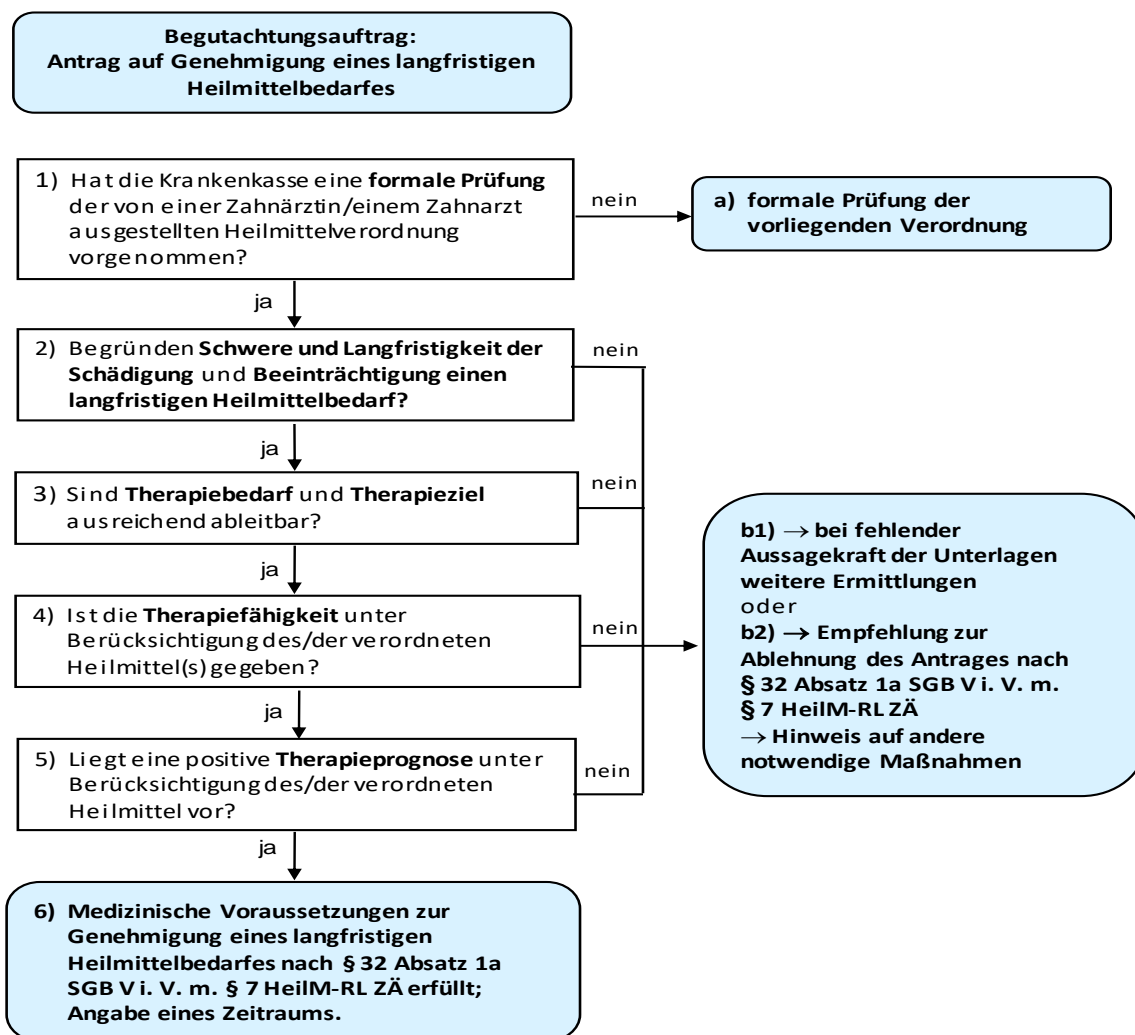 Begutachtungsauftrag:
Antrag auf Genehmigung eines langfristigen
Heilmittelbedarfes
1) Hat die Krankenkasse eine formale Prüfung
der von einer Zahnärztin/einem Zahnarzt
ausgestellten Heilmittelverordnung
vorgenommen?
nein
a) formale Prüfung der
vorliegenden Verordnung
ja
2) Begründen Schwere und Langfristigkeit der
Schädigung und Beeinträchtigung einen
langfristigen Heilmittelbedarf?
nein
ja
3) Sind Therapiebedarf und Therapieziel
ausreichend ableitbar?
nein
ja
4) Ist die Therapiefähigkeit unter
Berücksichtigung des/der verordneten
Heilmittel(s) gegeben?
nein
b1) → bei fehlender
Aussagekraft der Unterlagen
weitere Ermittlungen
oder
b2) → Empfehlung zur
Ablehnung des Antrages nach
§ 32 Absatz 1a SGB V i. V. m.
§ 7 HeilM-RL ZÄ
→ Hinweis auf andere
notwendige Maßnahmen
ja
5) Liegt eine positive Therapieprognose unter
Berücksichtigung des/der verordneten
Heilmittel vor?
nein
ja
6) Medizinische Voraussetzungen zur
Genehmigung eines langfristigen
Heilmittelbedarfes nach § 32 Absatz 1a
SGB V i. V. m. § 7 HeilM-RL ZÄ erfüllt;
Angabe eines Zeitraums.